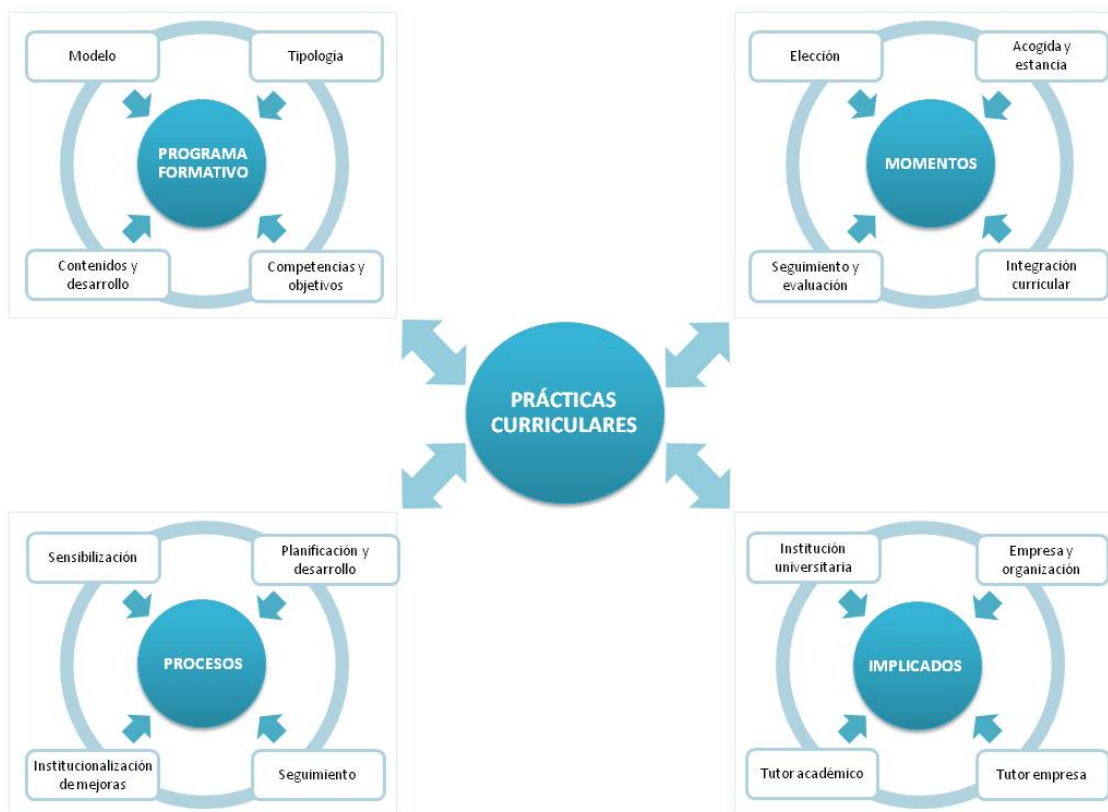 Modelo
Tipología
PROGRAMA
FORMATIVO
Contenidos y
desarrollo
Competencias y
objetivos
Elección
Acogida y
estancia
MOMENTOS
Seguimiento y
evaluación
Integración
curricular
PRÁCTICAS
CURRICULARES
Sensibilización
Planificación y
desarrollo
PROCESOS
Institucionalización
de mejoras
Seguimiento
Institución
universitaria
Empresa y
organización
IMPLICADOS
Tutor académico
Tutor empresa